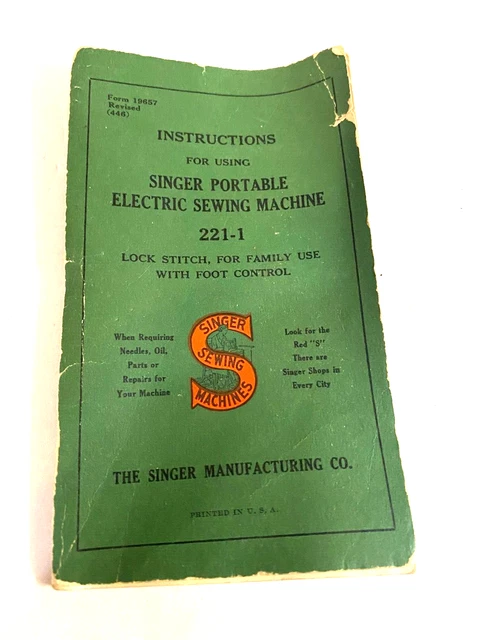 Form 19657
Revised
(446)
INSTRUCTIONS
FOR USING
SINGER PORTABLE
ELECTRIC SEWING MACHINE
221-1
LOCK STITCH, FOR FAMILY USE
WITH FOOT CONTROL
When Requiring
Needles, Oil,
Parts or
Repairs for
Your Machine
SINGER
SEWING
MACHINES
Look for the
Red "S"
There are
Singer Shops in
Every City
THE SINGER MANUFACTURING CO.
PRINTED IN U. S. A.